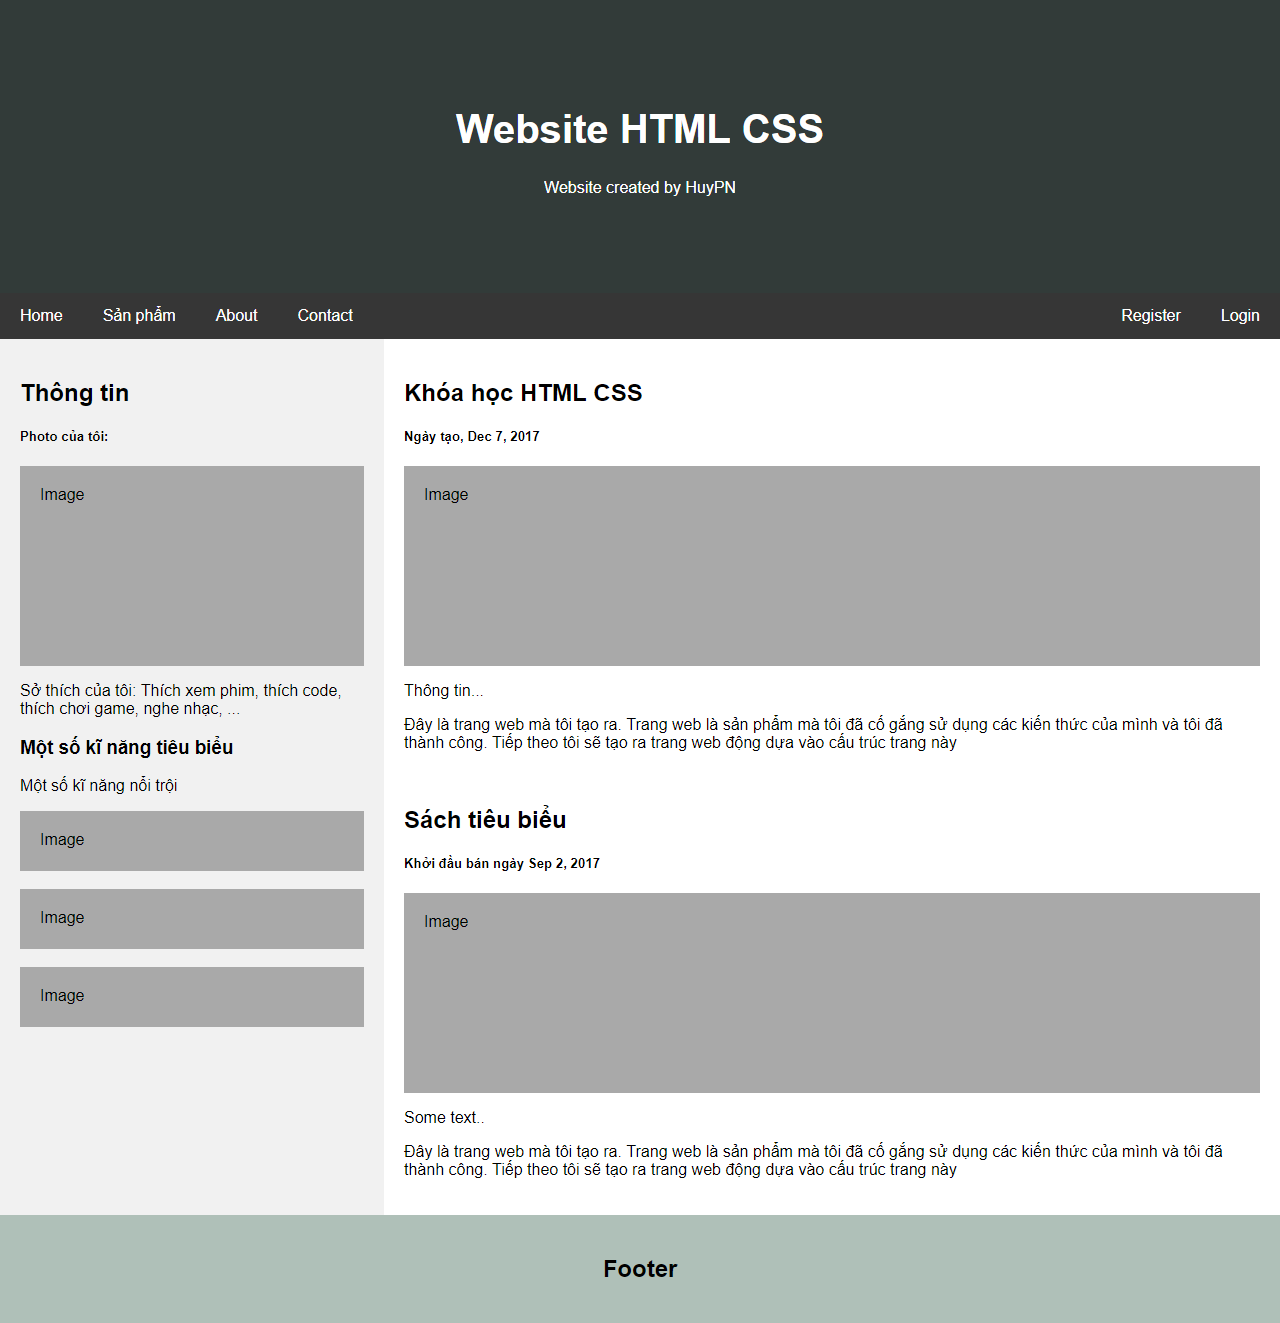 Website HTML CSS
Website created by HuyPN
Home Sản phẩm About Contact Register Login
Thông tin
Photo của tôi:
Image
Sở thích của tôi: Thích xem phim, thích code,
thích chơi game, nghe nhạc, ...
Một số kĩ năng tiêu biểu
Một số kĩ năng nổi trội
Image
Image
Image
Khóa học HTML CSS
Ngày tạo, Dec 7, 2017
Image
Thông tin...
Đây là trang web mà tôi tạo ra. Trang web là sản phẩm mà tôi đã cố gắng sử dụng các kiến thức của mình và tôi đã
thành công. Tiếp theo tôi sẽ tạo ra trang web động dựa vào cấu trúc trang này
Sách tiêu biểu
Khởi đầu bán ngày Sep 2, 2017
Image
Some text..
Đây là trang web mà tôi tạo ra. Trang web là sản phẩm mà tôi đã cố gắng sử dụng các kiến thức của mình và tôi đã
thành công. Tiếp theo tôi sẽ tạo ra trang web động dựa vào cấu trúc trang này
Footer